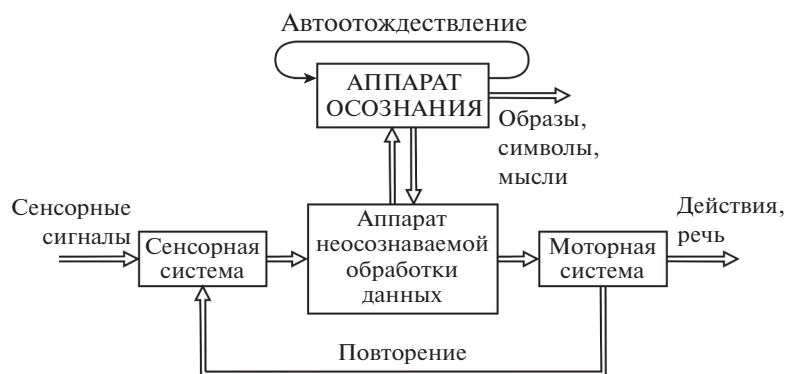 Автоотождествление
АППАРАТ
ОСОЗНАНИЯ
Образы,
символы,
мысли
Сенсорные
сигналы
Сенсорная
система
Аппарат
неосознаваемой
обработки
данных
Моторная
система
Действия,
речь
Повторение